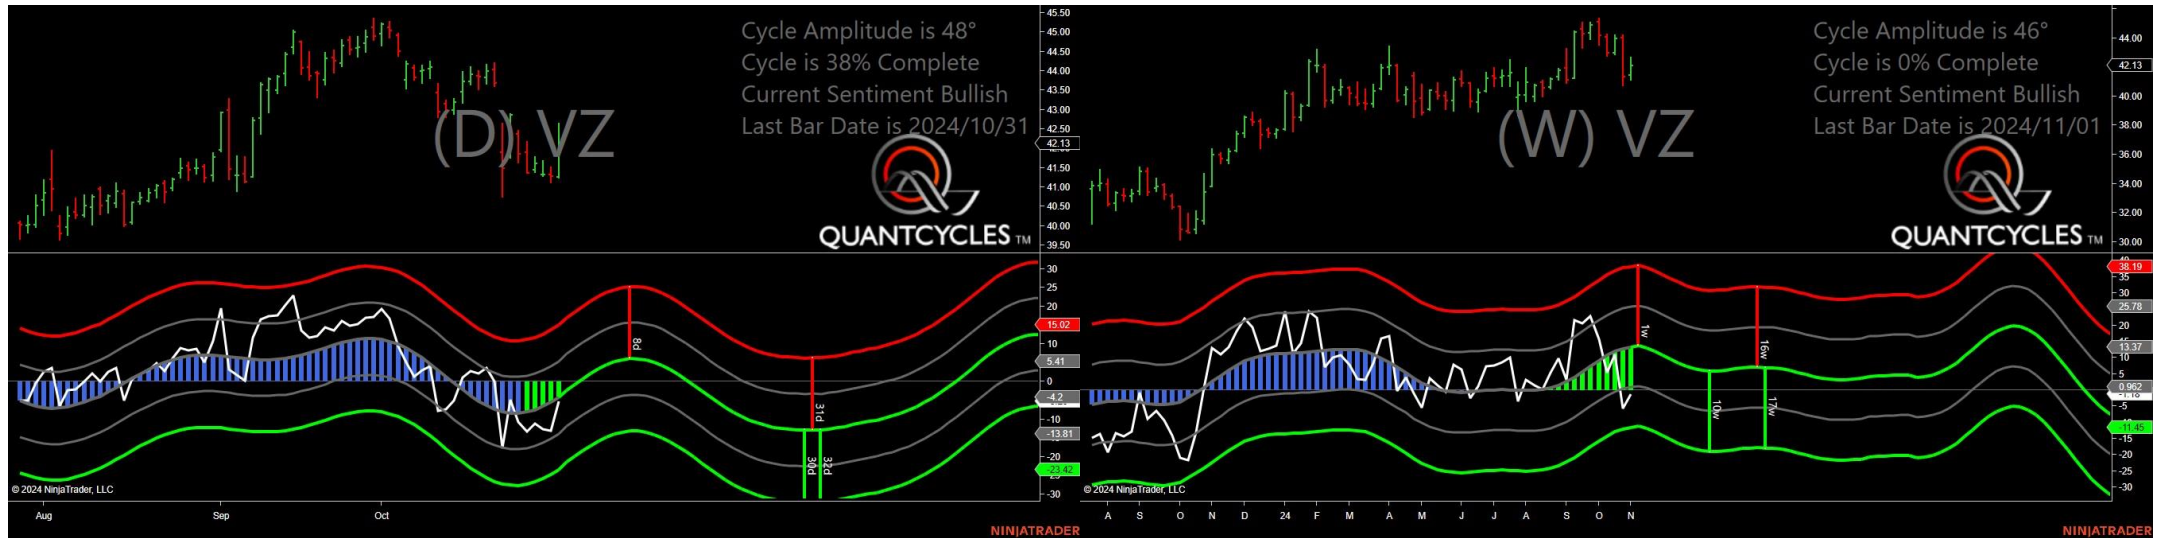 Cycle Amplitude is 48°
Cycle is 38% Complete
Current Sentiment Bullish
Last Bar Date is 2024/10/31
(D) VZ
QUANTCYCLES TM
45.50
45.00
44.50
44.00
43.50
43.00
42.50
42.13
41.50
41.00
40.50
40.00
39.50
30
25
20
15.02
10
5.41
0
-4.2
-10
-13.81
-20
-23.42
-30
8d
31d
30d
32d
© 2024 NinjaTrader, LLC
Aug
Sep
Oct
NINJATRADER
Cycle Amplitude is 46°
Cycle is 0% Complete
Current Sentiment Bullish
Last Bar Date is 2024/11/01
(W) VZ
QUANTCYCLES TM
44.00
42.13
40.00
38.00
36.00
34.00
32.00
30.00
38.19
35
30
25.78
20
15
13.37
10
5
0.962
-1.18
-5
-11.45
-15
-20
-25
-30
1w
16w
10w
17w
© 2024 NinjaTrader, LLC
A S O N D 24 F M A M J J A S O N
NINJATRADER